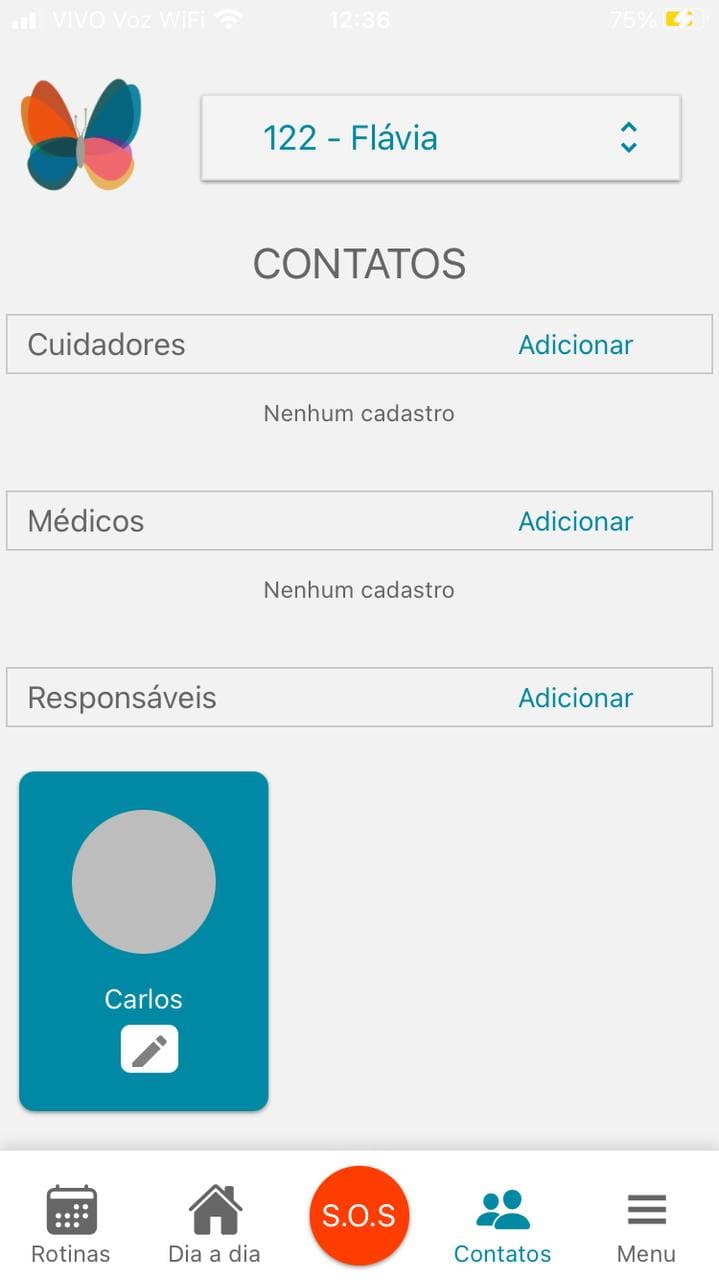 VIVO Voz WiFi 12:36 75%
122 - Flávia
CONTATOS
Cuidadores Adicionar
Nenhum cadastro
Médicos Adicionar
Nenhum cadastro
Responsáveis Adicionar
Carlos
S.O.S
Rotinas Dia a dia Contatos Menu